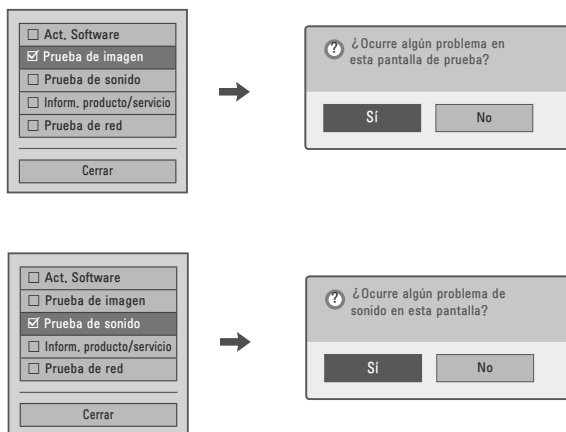 Act. Software
Prueba de imagen
Prueba de sonido
Inform. producto/servicio
Prueba de red
Cerrar
¿Ocurre algún problema en
esta pantalla de prueba?
Sí
No
Act. Software
Prueba de imagen
Prueba de sonido
Inform. producto/servicio
Prueba de red
Cerrar
¿Ocurre algún problema de
sonido en esta pantalla?
Sí
No